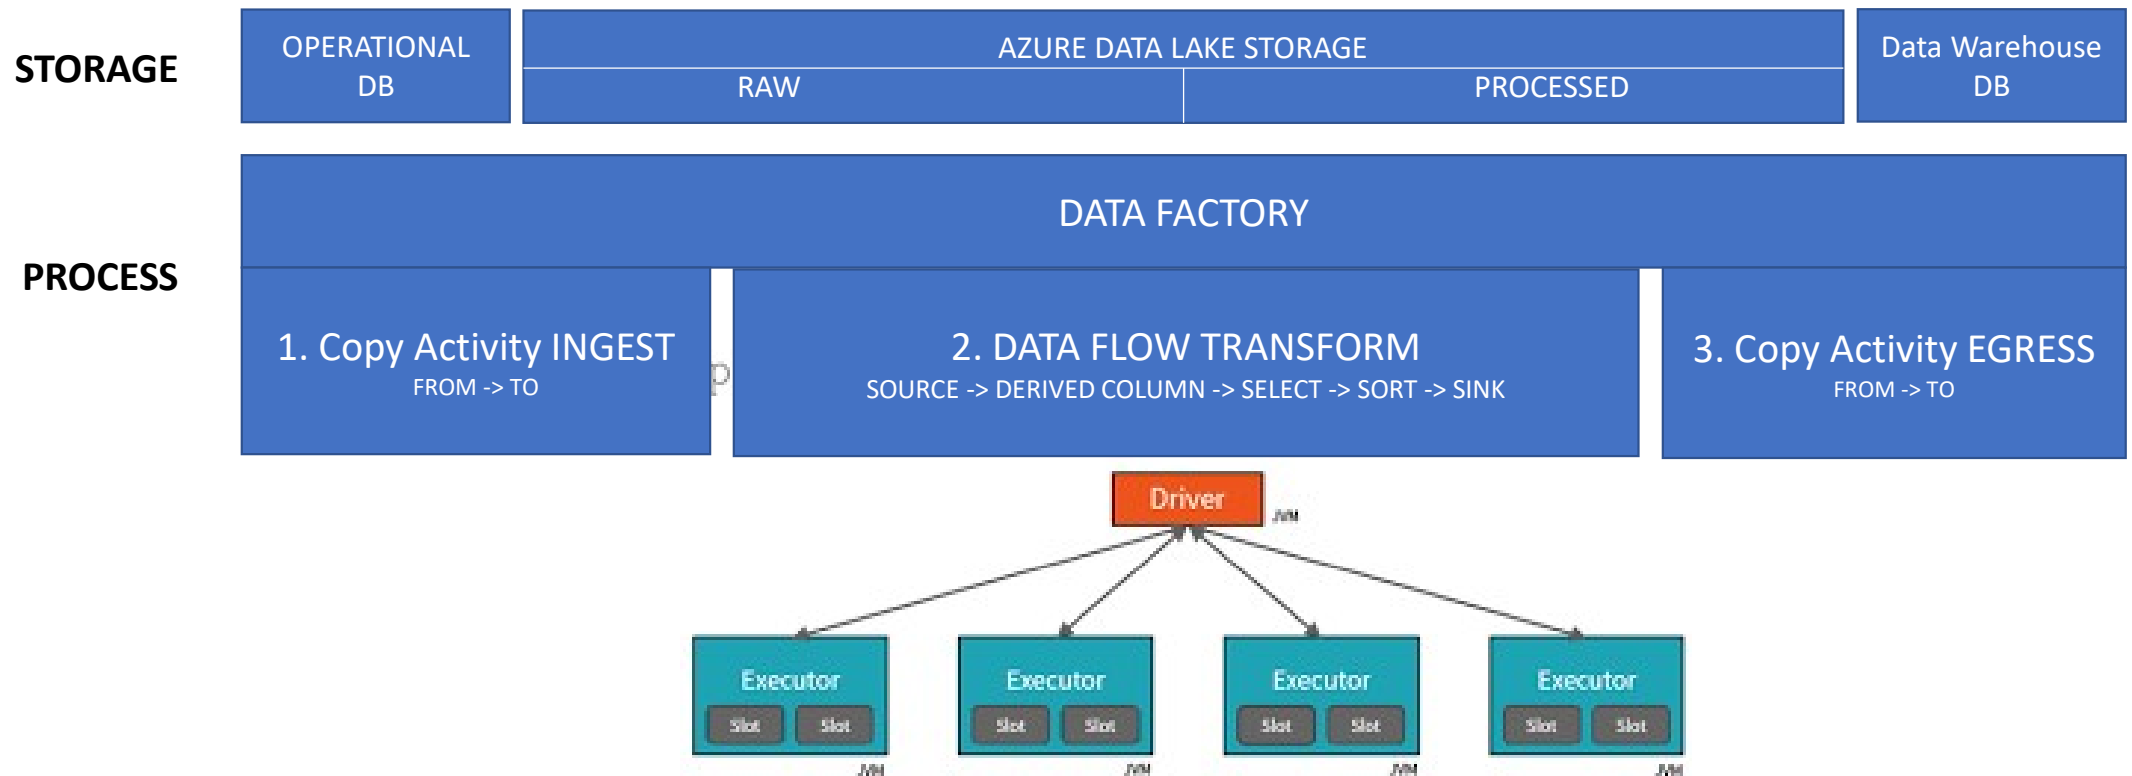 STORAGE
OPERATIONAL
DB
AZURE DATA LAKE STORAGE
RAW
PROCESSED
Data Warehouse
DB
PROCESS
DATA FACTORY
1. Copy Activity INGEST
FROM -> TO
p
2. DATA FLOW TRANSFORM
SOURCE -> DERIVED COLUMN -> SELECT -> SORT -> SINK
3. Copy Activity EGRESS
FROM -> TO
Driver
JVM
Executor
Executor
Executor
Executor
Slot Slot
Slot Slot
Slot Slot
Slot Slot
JVM
JVM
JVM
JVM